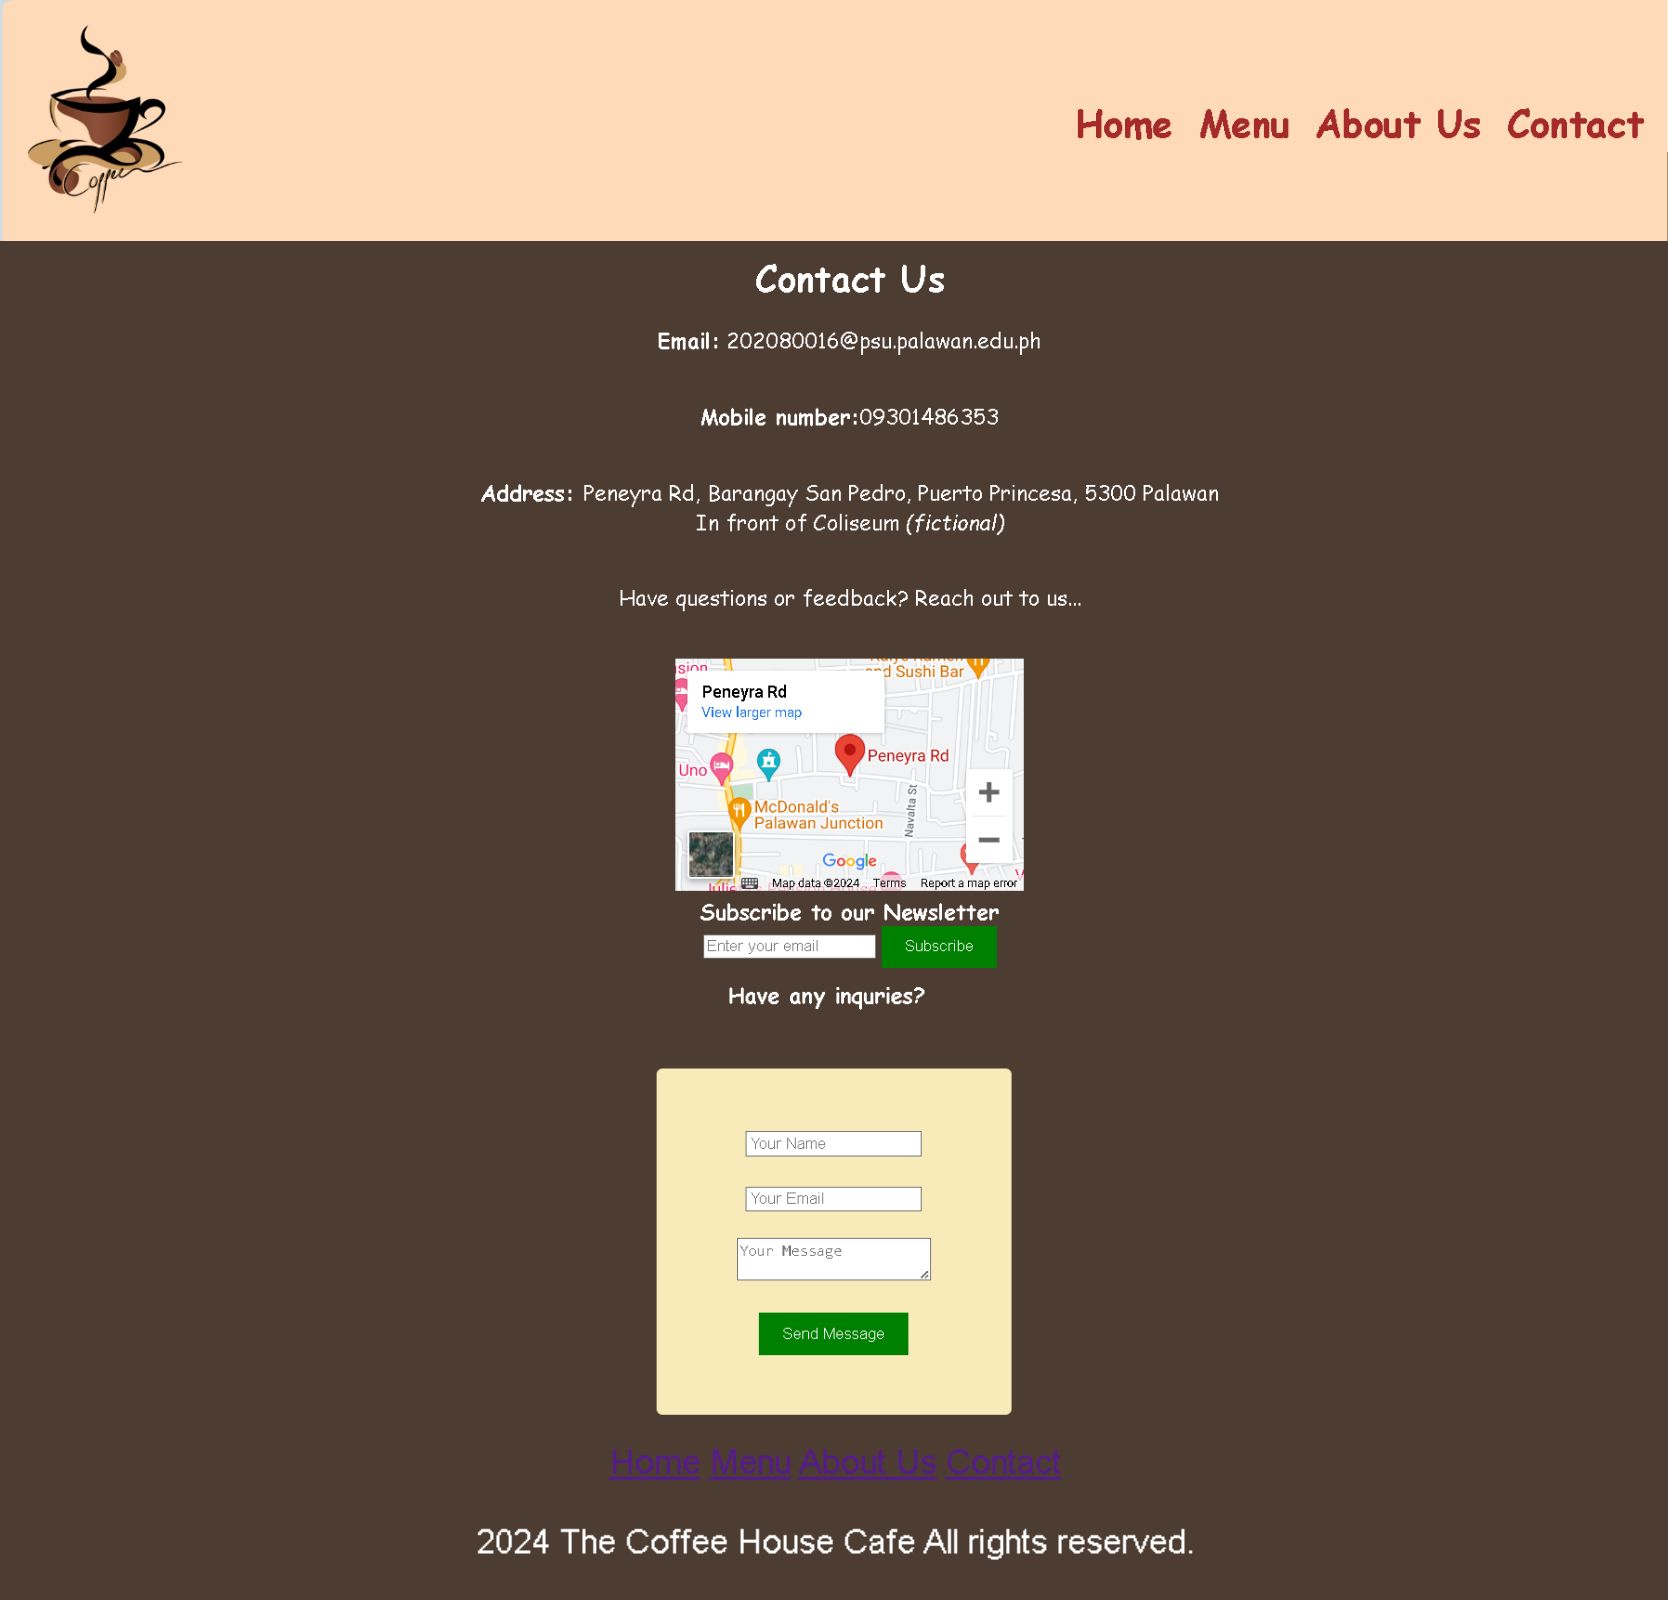 Coffee
Home Menu About Us Contact
Contact Us
Email: 202080016@psu.palawan.edu.ph
Mobile number:09301486353
Address: Peneyra Rd, Barangay San Pedro, Puerto Princesa, 5300 Palawan
In front of Coliseum (fictional)
Have questions or feedback? Reach out to us...
and Sushi Bar
Peneyra Rd
View larger map
Peneyra Rd
Uno
McDonald's
Palawan Junction
Navalta St
Google
Map data ©2024 Terms Report a map error
Subscribe to our Newsletter
Enter your email Subscribe
Have any inquries?
Your Name
Your Email
Your Message
Send Message
Home Menu About Us Contact
2024 The Coffee House Cafe All rights reserved.